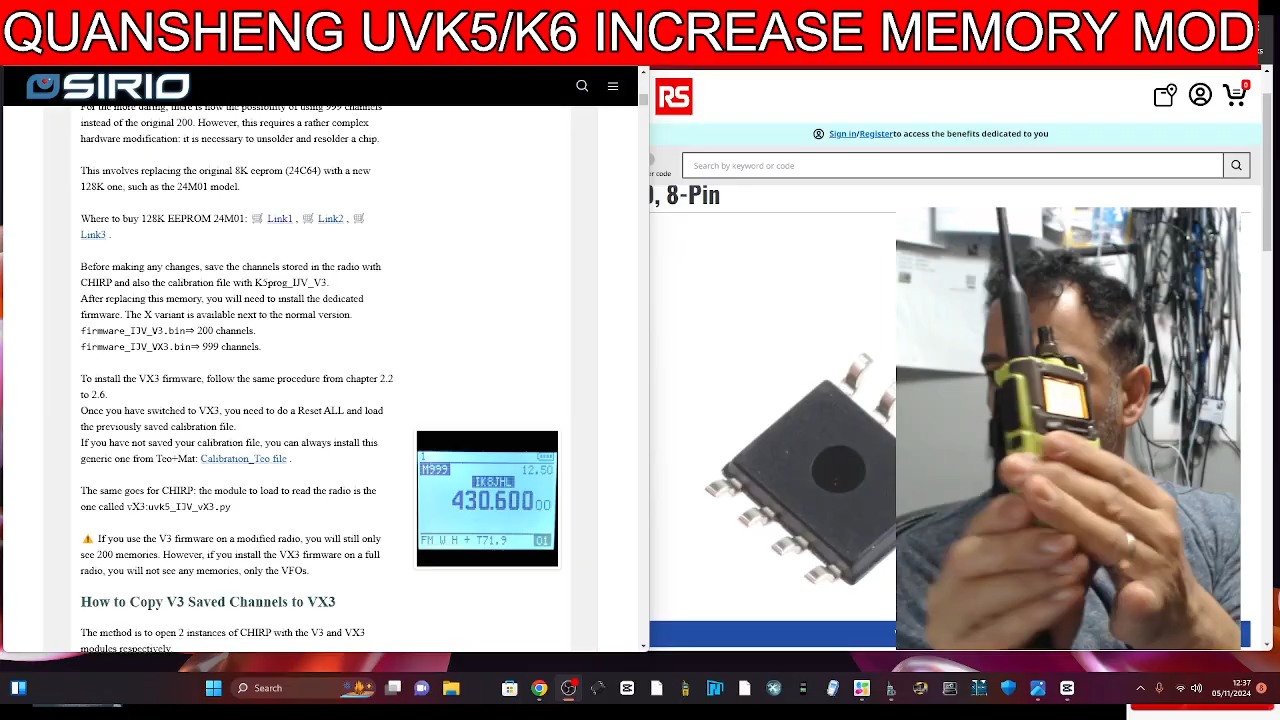 QUANSHENG UVK5/K6 INCREASE MEMORY MOD
SIRIO
For the more daring, there is now the possibility of using 999 channels
instead of the original 200. However, this requires a rather complex
hardware modification: it is necessary to unsolder and resolder a chip.
This involves replacing the original 8K eeprom (24C64) with a new
128K one, such as the 24M01 model.
Where to buy 128K EEPROM 24M01: Link1 , Link2 ,
Link3 .
Before making any changes, save the channels stored in the radio with
CHIRP and also the calibration file with K5prog_IJV_V3.
After replacing this memory, you will need to install the dedicated
firmware. The X variant is available next to the normal version.
firmware_IJV_V3.bin⇒ 200 channels.
firmware_IJV_VX3.bin⇒ 999 channels.
To install the VX3 firmware, follow the same procedure from chapter 2.2
to 2.6.
Once you have switched to VX3, you need to do a Reset ALL and load
the previously saved calibration file.
If you have not saved your calibration file, you can always install this
generic one from Teo+Mat: Calibration_Teo file .
The same goes for CHIRP: the module to load to read the radio is the
one called vX3:uvk5_IJV_vX3.py
⚠️ If you use the V3 firmware on a modified radio, you will still only
see 200 memories. However, if you install the VX3 firmware on a full
radio, you will not see any memories, only the VFOs.
How to Copy V3 Saved Channels to VX3
The method is to open 2 instances of CHIRP with the V3 and VX3
modules respectively
1
M999 12.50
IK8JHL
430.60000
FM W H + T71.9 01
RS
0
Sign in/Register to access the benefits dedicated to you
er code
Search by keyword or code
, 8-Pin
Search
12:37
05/11/2024